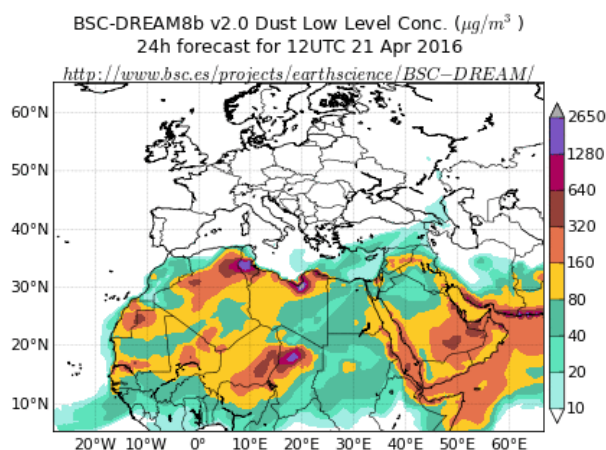 BSC-DREAM8b v2.0 Dust Low Level Conc. (μg/m³ )
24h forecast for 12UTC 21 Apr 2016
http://www.bsc.es/projects/earthscience/BSC−DREAM/
60°N
50°N
40°N
30°N
20°N
10°N
20°W 10°W 0° 10°E 20°E 30°E 40°E 50°E 60°E
2650
1280
640
320
160
80
40
20
10